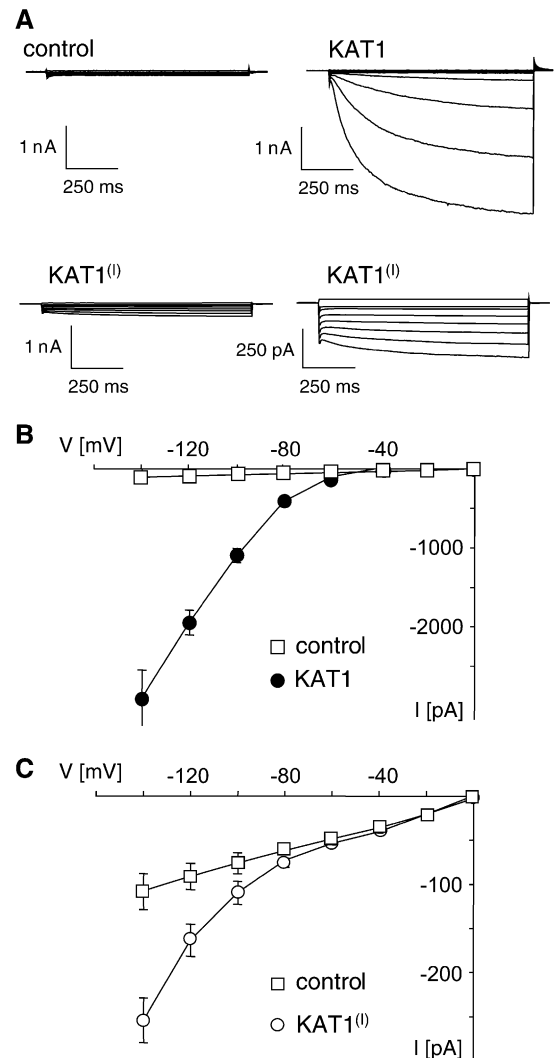 A
control KAT1
1 nA 1 nA
250 ms 250 ms
KAT1(I) KAT1(I)
1 nA 250 pA
250 ms 250 ms
B
V [mV] -120 -80 -40
-1000
-2000
control
KAT1
I [pA]
C
V [mV] -120 -80 -40
-100
-200
control
KAT1(I)
I [pA]